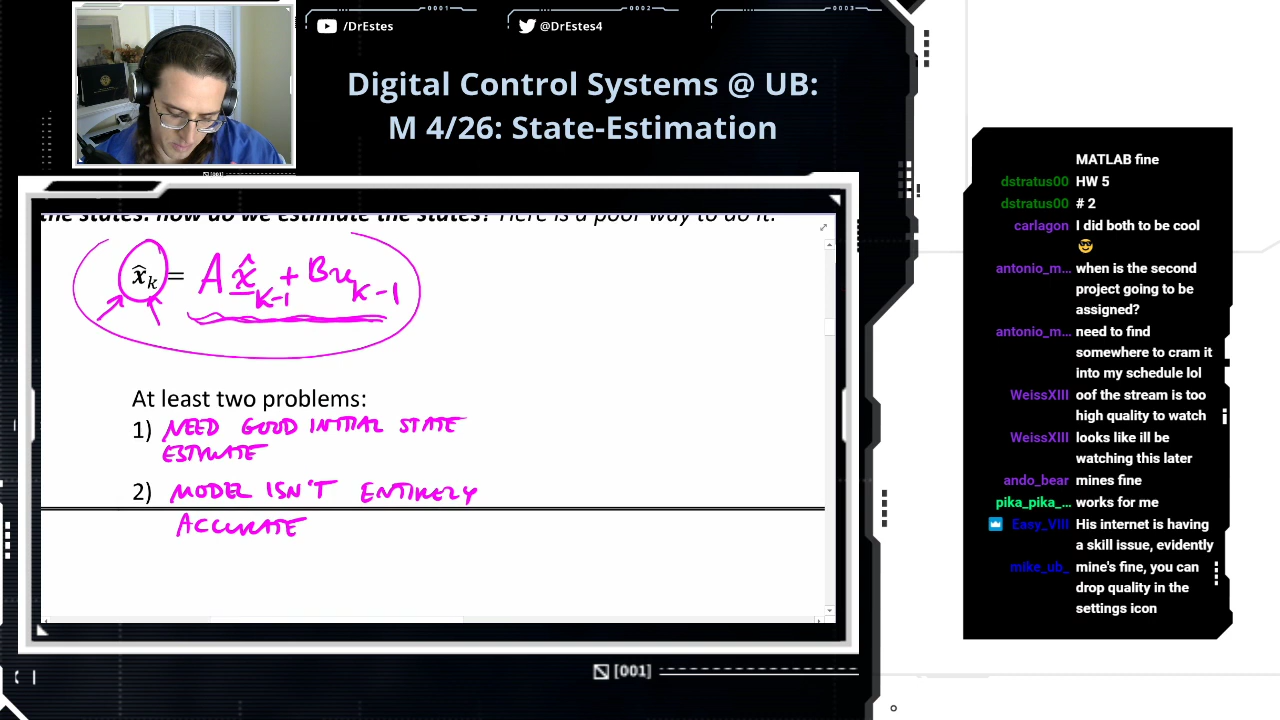 0001
0002
0003
/DrEstes
@DrEstes4
Digital Control Systems @ UB:
M 4/26: State-Estimation
[001]
the states. How do we estimate the states? Here is a poor way to do it:
x̂k = A x̂k-1 + Buk-1
At least two problems:
1) NEED GOOD INITIAL STATE
ESTIMATE
2) MODEL ISN'T ENTIRELY
ACCURATE
[001]
MATLAB fine
dstratus00 HW 5
dstratus00 # 2
carlagon I did both to be cool
😎
antonio_m... when is the second
project going to be
assigned?
antonio_m... need to find
somewhere to cram it
into my schedule lol
WeissXIII oof the stream is too
high quality to watch
WeissXIII looks like ill be
watching this later
ando_bear mines fine
pika_pika_... works for me
Easy_VIII His internet is having
a skill issue, evidently
mike_ub_ mine's fine, you can
drop quality in the
settings icon